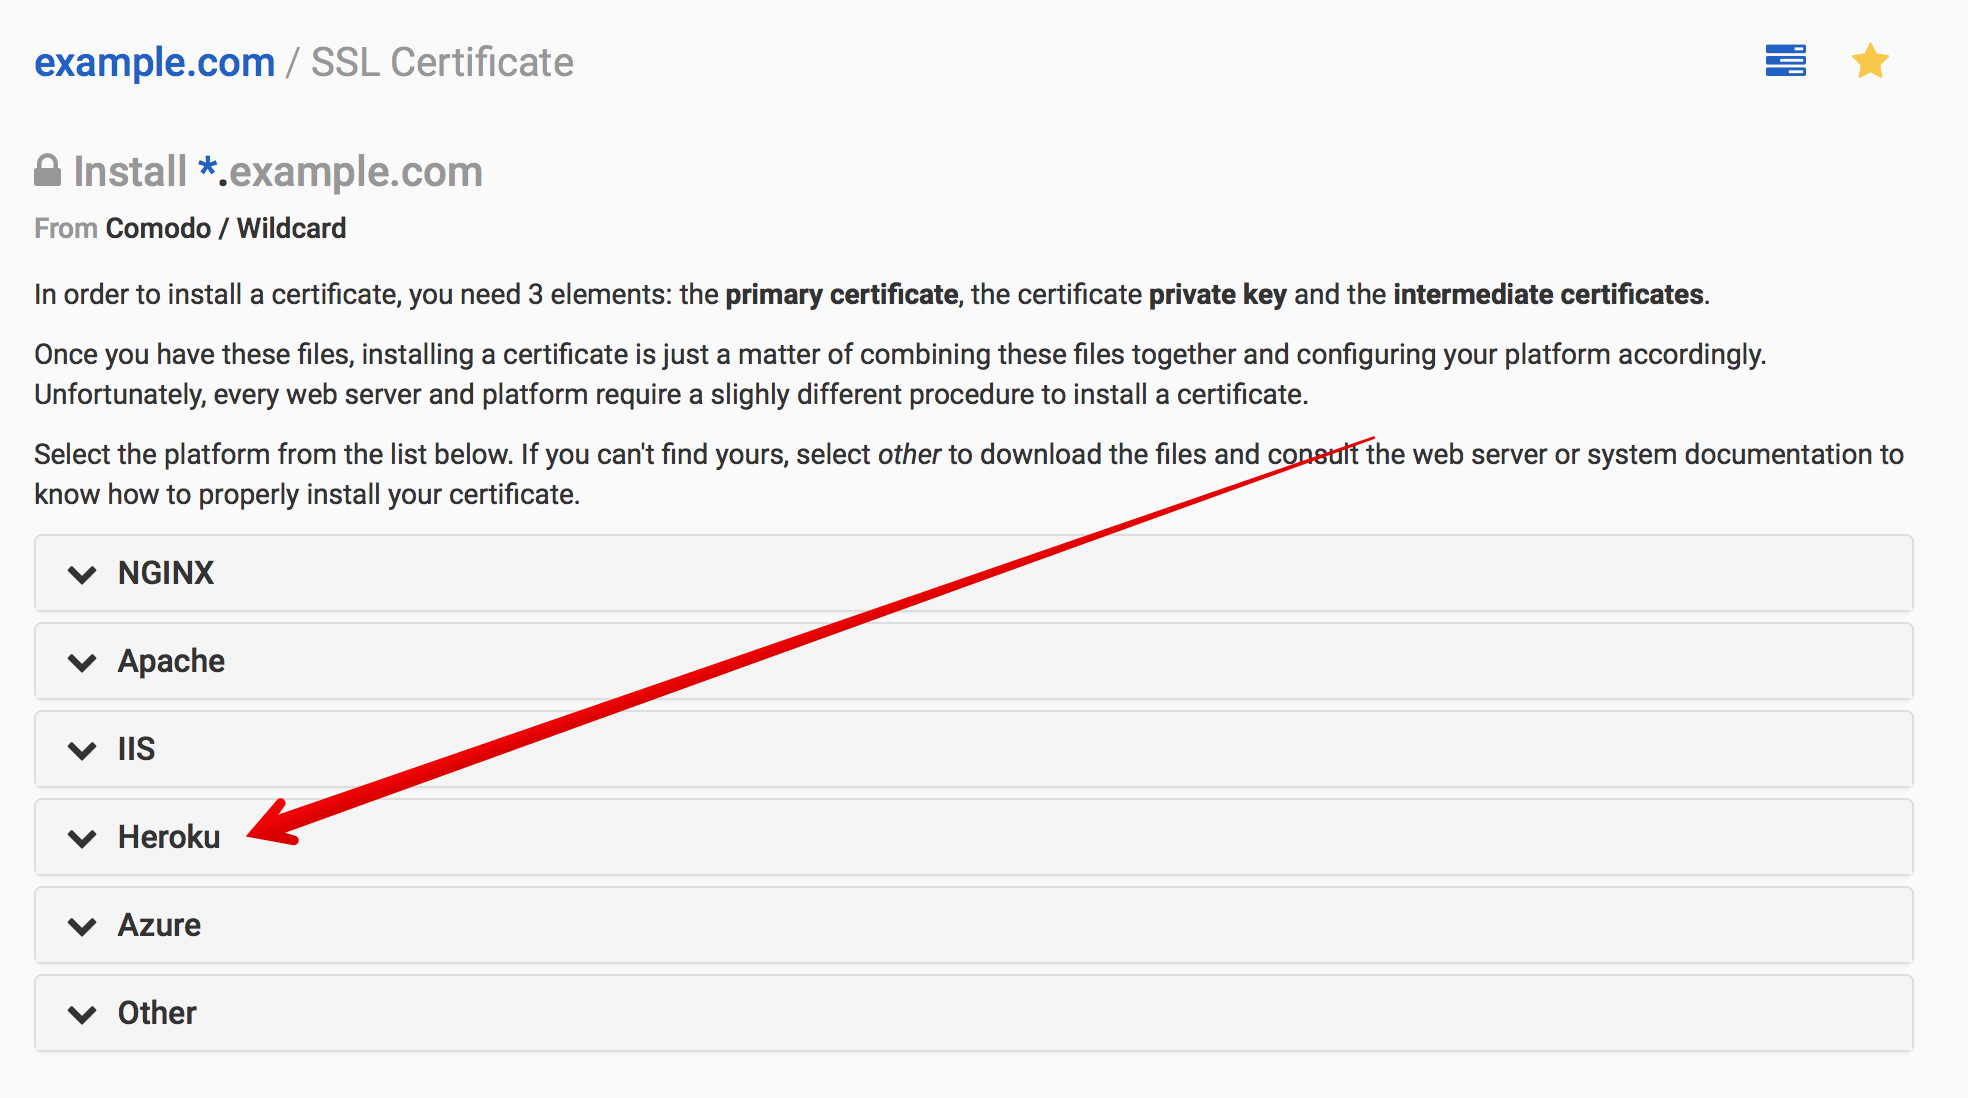 example.com / SSL Certificate
Install *.example.com
From Comodo / Wildcard
In order to install a certificate, you need 3 elements: the primary certificate, the certificate private key and the intermediate certificates.
Once you have these files, installing a certificate is just a matter of combining these files together and configuring your platform accordingly.
Unfortunately, every web server and platform require a slighly different procedure to install a certificate.
Select the platform from the list below. If you can't find yours, select other to download the files and consult the web server or system documentation to
know how to properly install your certificate.
NGINX
Apache
IIS
Heroku
Azure
Other